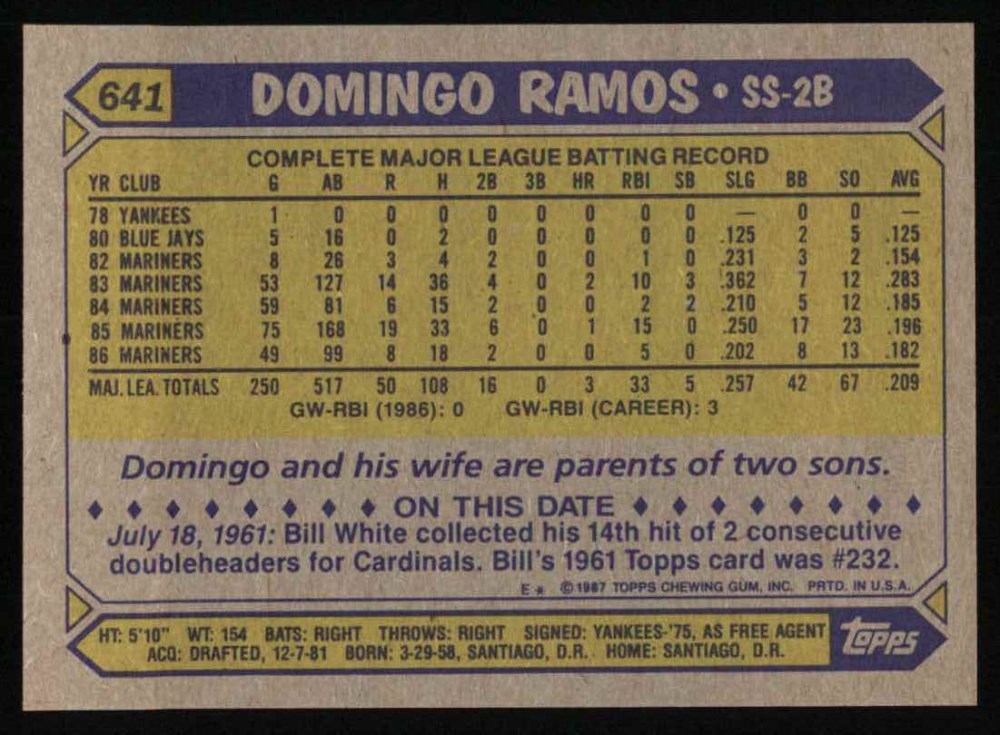 641 DOMINGO RAMOS • SS-2B
COMPLETE MAJOR LEAGUE BATTING RECORD
YR CLUB G AB R H 2B 3B HR RBI SB SLG BB SO AVG
78 YANKEES 1 0 0 0 0 0 0 0 0 — 0 0 —
80 BLUE JAYS 5 16 0 2 0 0 0 0 0 .125 2 5 .125
82 MARINERS 8 26 3 4 2 0 0 1 0 .231 3 2 .154
83 MARINERS 53 127 14 36 4 0 2 10 3 .362 7 12 .283
84 MARINERS 59 81 6 15 2 0 0 2 2 .210 5 12 .185
85 MARINERS 75 168 19 33 6 0 1 15 0 .250 17 23 .196
86 MARINERS 49 99 8 18 2 0 0 5 0 .202 8 13 .182
MAJ. LEA. TOTALS 250 517 50 108 16 0 3 33 5 .257 42 67 .209
GW-RBI (1986): 0 GW-RBI (CAREER): 3
Domingo and his wife are parents of two sons.
♦ ♦ ♦ ♦ ♦ ♦ ♦ ♦ ON THIS DATE ♦ ♦ ♦ ♦ ♦ ♦ ♦ ♦
July 18, 1961: Bill White collected his 14th hit of 2 consecutive
doubleheaders for Cardinals. Bill's 1961 Topps card was #232.
E * © 1987 TOPPS CHEWING GUM, INC. PRTD. IN U.S.A.
HT: 5'10" WT: 154 BATS: RIGHT THROWS: RIGHT SIGNED: YANKEES-'75, AS FREE AGENT
ACQ: DRAFTED, 12-7-81 BORN: 3-29-58, SANTIAGO, D.R. HOME: SANTIAGO, D.R.
topps